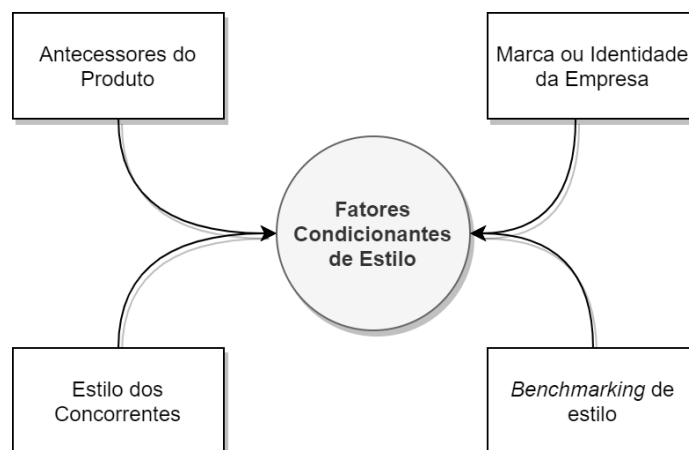 Antecessores do
Produto
Marca ou Identidade
da Empresa
Fatores
Condicionantes
de Estilo
Estilo dos
Concorrentes
Benchmarking de
estilo